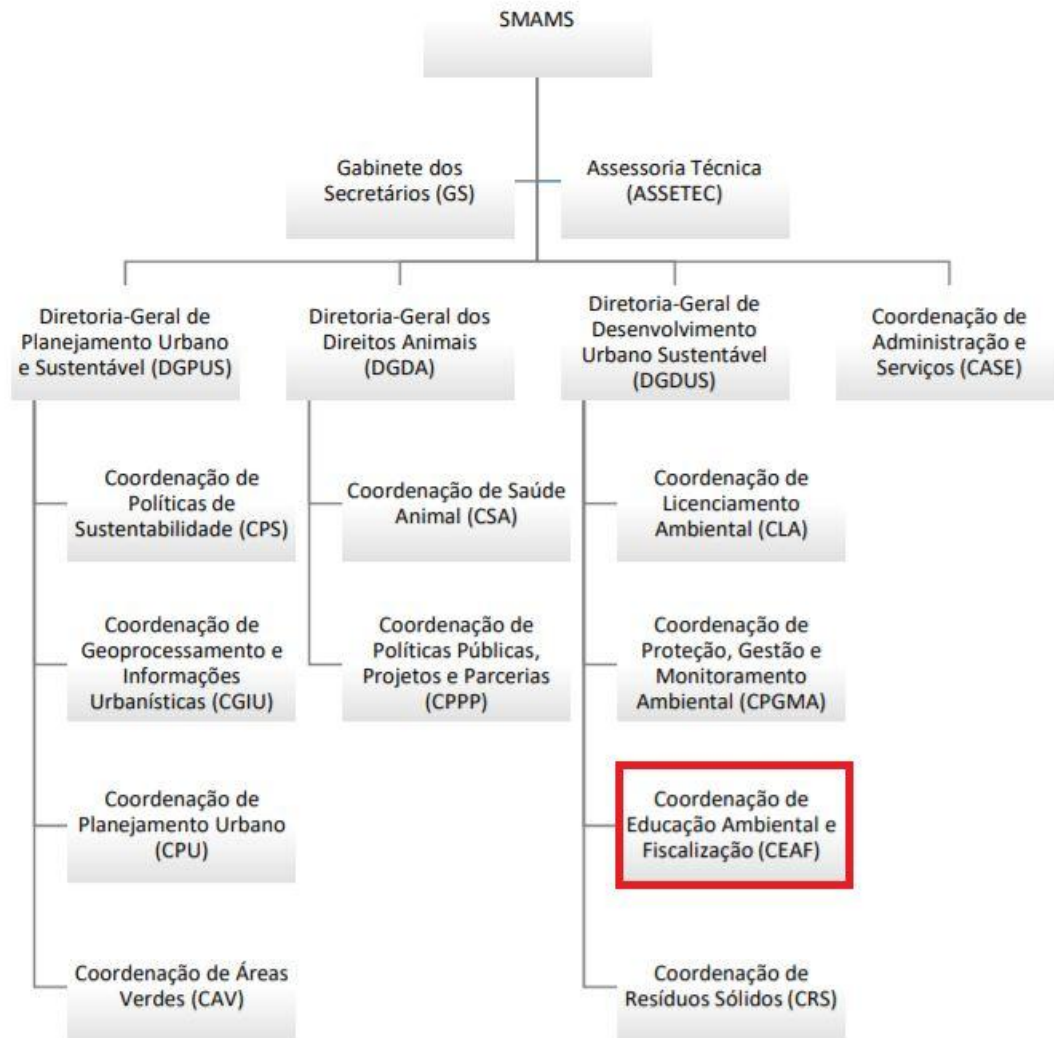 SMAMS
Gabinete dos
Secretários (GS)
Assessoria Técnica
(ASSETEC)
Diretoria-Geral de
Planejamento Urbano
e Sustentável (DGPUS)
Diretoria-Geral dos
Direitos Animais
(DGDA)
Diretoria-Geral de
Desenvolvimento
Urbano Sustentável
(DGDUS)
Coordenação de
Administração e
Serviços (CASE)
Coordenação de
Políticas de
Sustentabilidade (CPS)
Coordenação de Saúde
Animal (CSA)
Coordenação de
Licenciamento
Ambiental (CLA)
Coordenação de
Geoprocessamento e
Informações
Urbanísticas (CGIU)
Coordenação de
Políticas Públicas,
Projetos e Parcerias
(CPPP)
Coordenação de
Proteção, Gestão e
Monitoramento
Ambiental (CPGMA)
Coordenação de
Planejamento Urbano
(CPU)
Coordenação de
Educação Ambiental e
Fiscalização (CEAF)
Coordenação de Áreas
Verdes (CAV)
Coordenação de
Resíduos Sólidos (CRS)